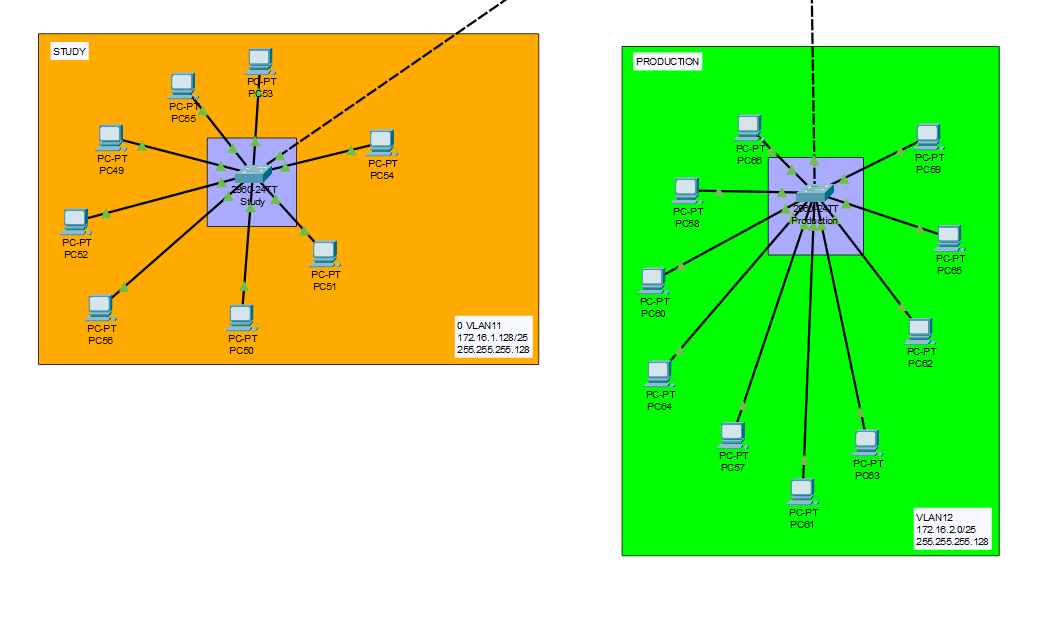 STUDY
PC-PT
PC53
PC-PT
PC55
PC-PT
PC49
PC-PT
PC54
2960-24TT
Study
PC-PT
PC52
PC-PT
PC51
PC-PT
PC56
PC-PT
PC50
0 VLAN11
172.16.1.128/25
255.255.255.128
PRODUCTION
PC-PT
PC66
PC-PT
PC59
PC-PT
PC58
2960-24TT
Production
PC-PT
PC65
PC-PT
PC60
PC-PT
PC62
PC-PT
PC64
PC-PT
PC57
PC-PT
PC63
PC-PT
PC61
VLAN12
172.16.2.0/25
255.255.255.128